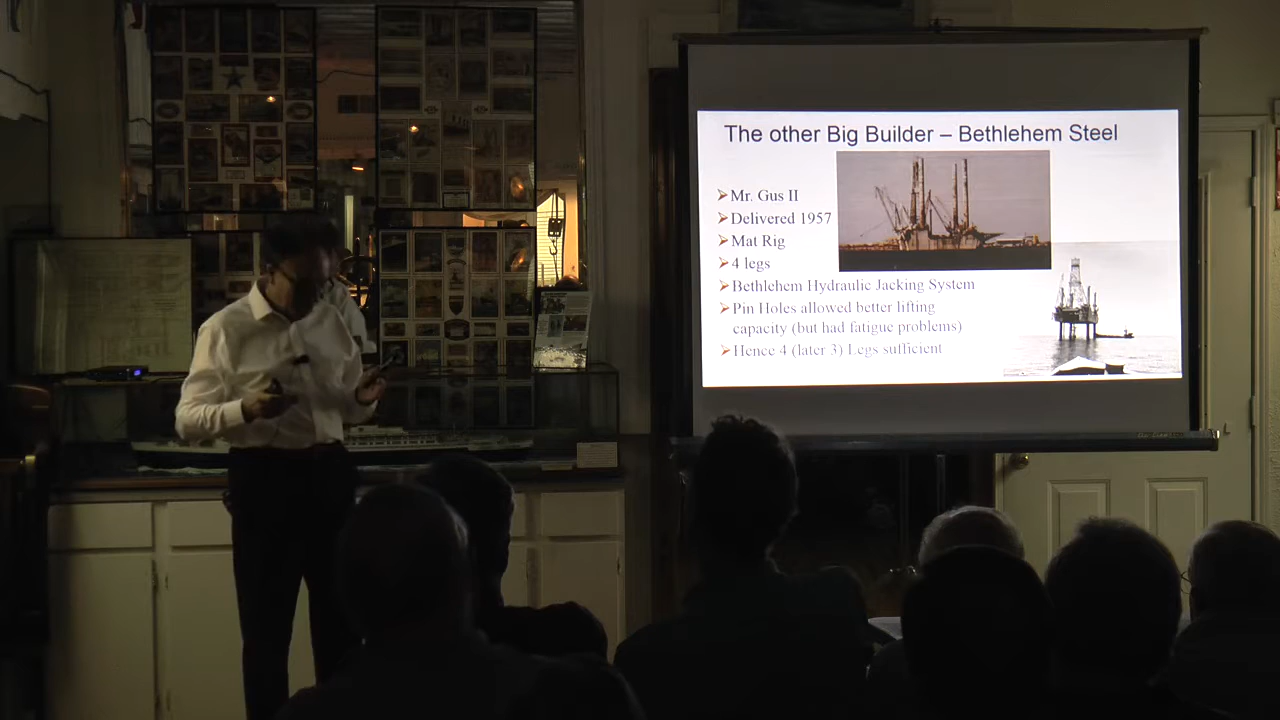 The other Big Builder – Bethlehem Steel
Mr. Gus II
Delivered 1957
Mat Rig
4 legs
Bethlehem Hydraulic Jacking System
Pin Holes allowed better lifting
capacity (but had fatigue problems)
Hence 4 (later 3) Legs sufficient